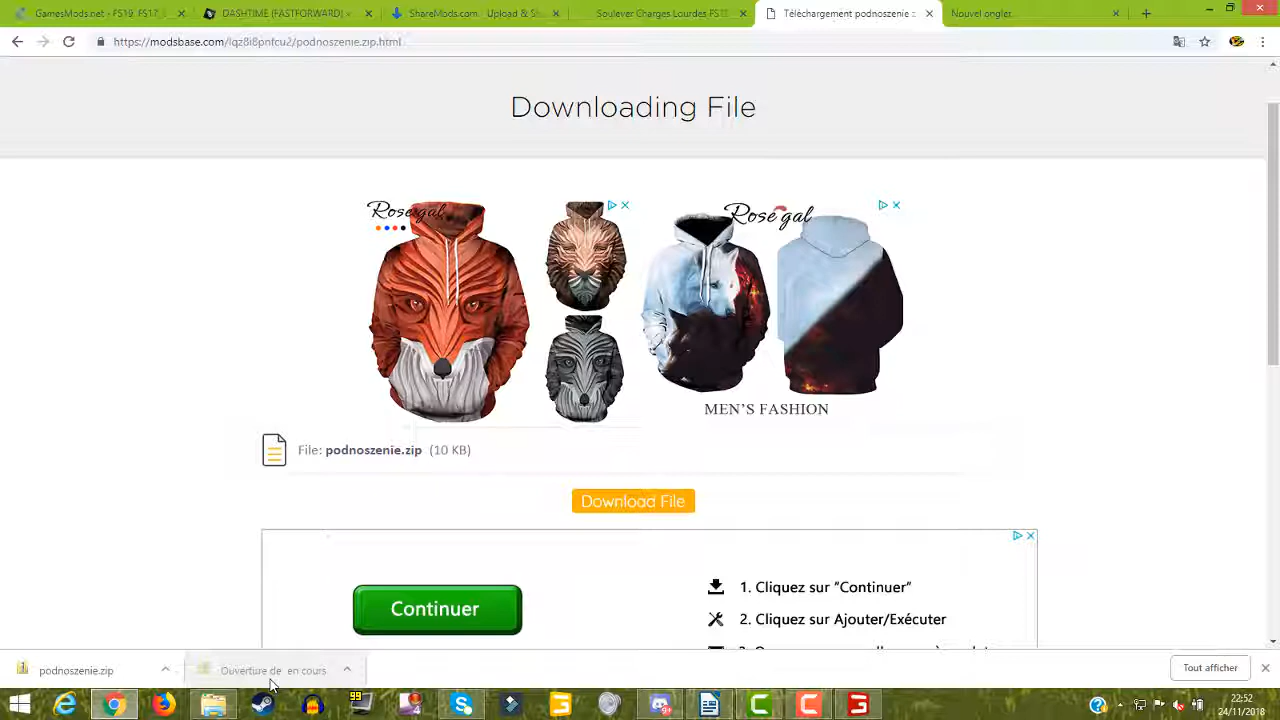 GamesMods.net - FS19, FS17,
DASHTIME (FASTFORWARD) v
ShareMods.com - Upload & S
Soulever Charges Lourdes FS19
Téléchargement podnoszenie z
Nouvel onglet
https://modsbase.com/lqz8i8pnfcu2/podnoszenie.zip.html
Downloading File
Rosegal
Rosegal
MEN'S FASHION
File: podnoszenie.zip (10 KB)
Download File
Continuer
1. Cliquez sur "Continuer"
2. Cliquez sur Ajouter/Exécuter
podnoszenie.zip
Ouverture de en cours
Tout afficher
99
4
22:52
24/11/2018